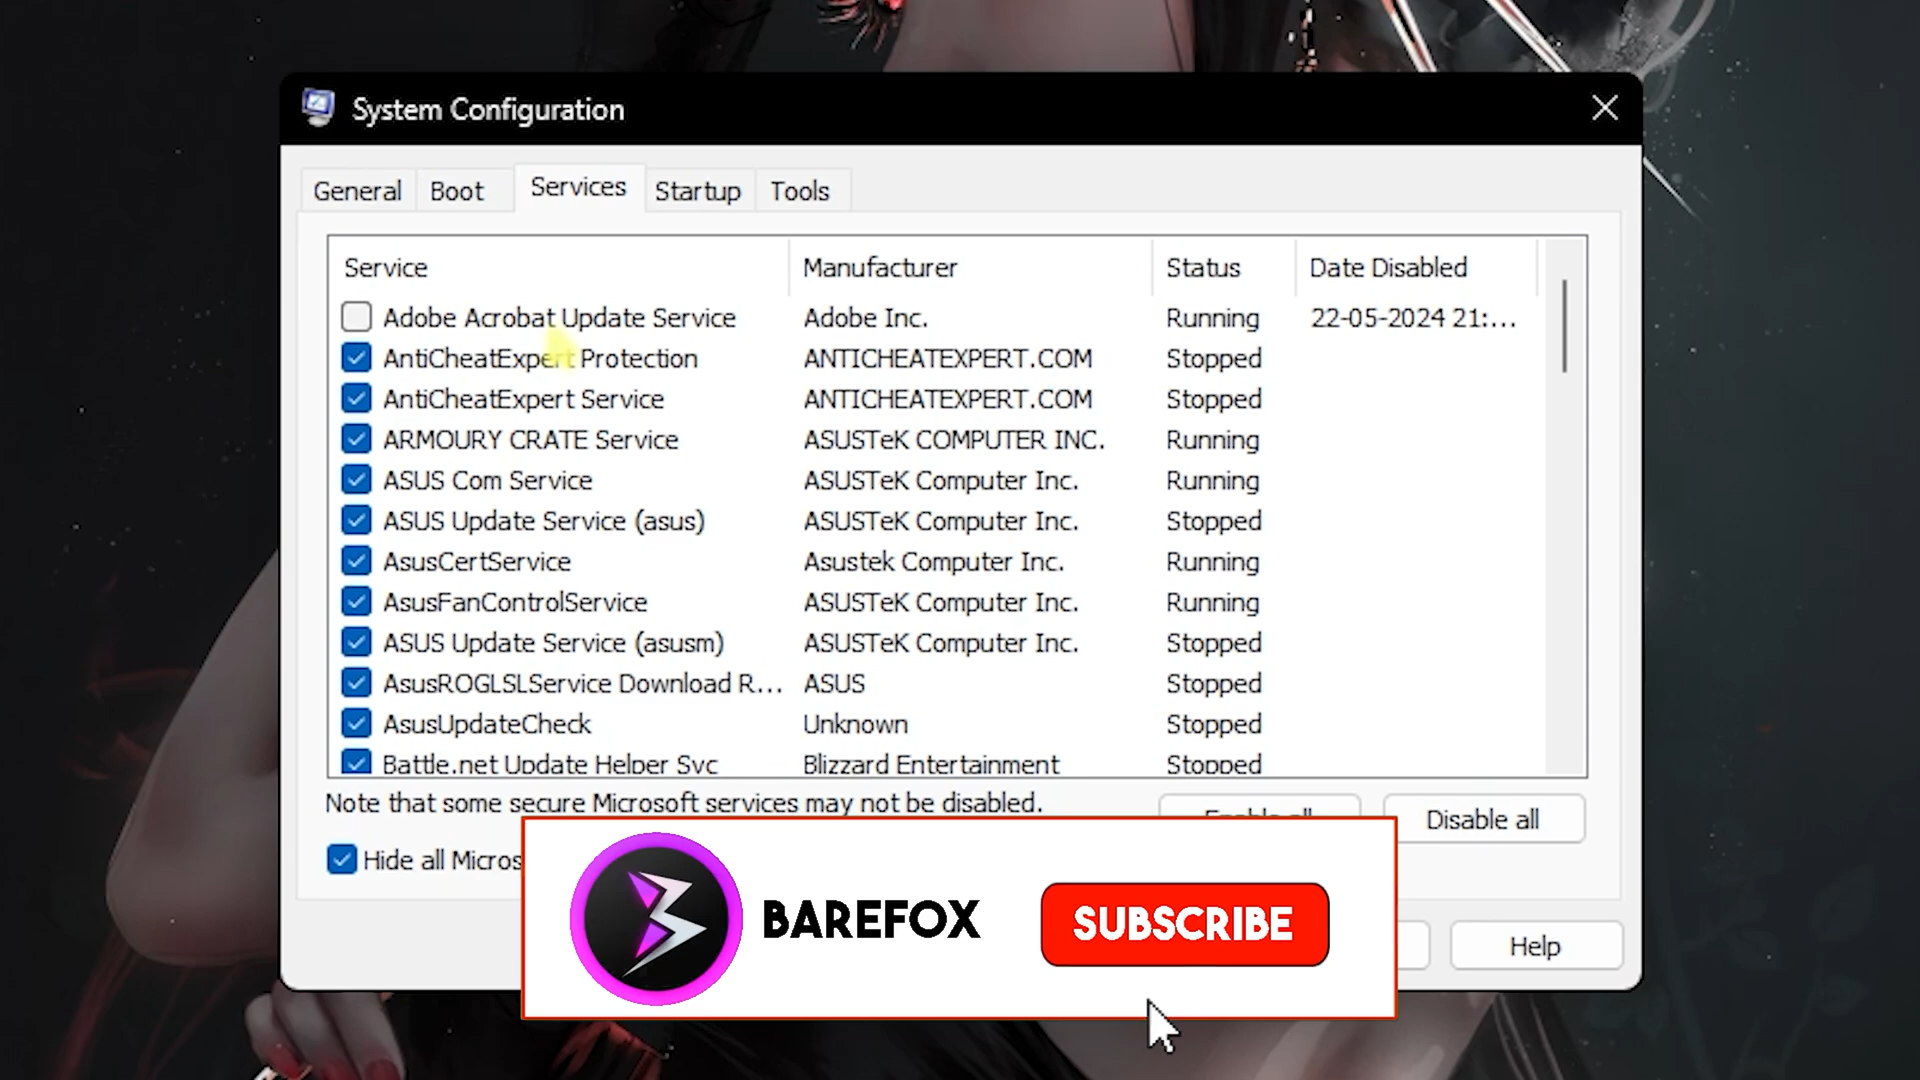 System Configuration
General Boot Services Startup Tools
Service Manufacturer Status Date Disabled
Adobe Acrobat Update Service Adobe Inc. Running 22-05-2024 21:...
AntiCheatExpert Protection ANTICHEATEXPERT.COM Stopped
AntiCheatExpert Service ANTICHEATEXPERT.COM Stopped
ARMOURY CRATE Service ASUSTeK COMPUTER INC. Running
ASUS Com Service ASUSTeK Computer Inc. Running
ASUS Update Service (asus) ASUSTeK Computer Inc. Stopped
AsusCertService Asustek Computer Inc. Running
AsusFanControlService ASUSTeK Computer Inc. Running
ASUS Update Service (asusm) ASUSTeK Computer Inc. Stopped
AsusROGLSLService Download R... ASUS Stopped
AsusUpdateCheck Unknown Stopped
Battle.net Update Helper Svc Blizzard Entertainment Stopped
Note that some secure Microsoft services may not be disabled.
Enable all Disable all
Hide all Micros
BAREFOX SUBSCRIBE
Help